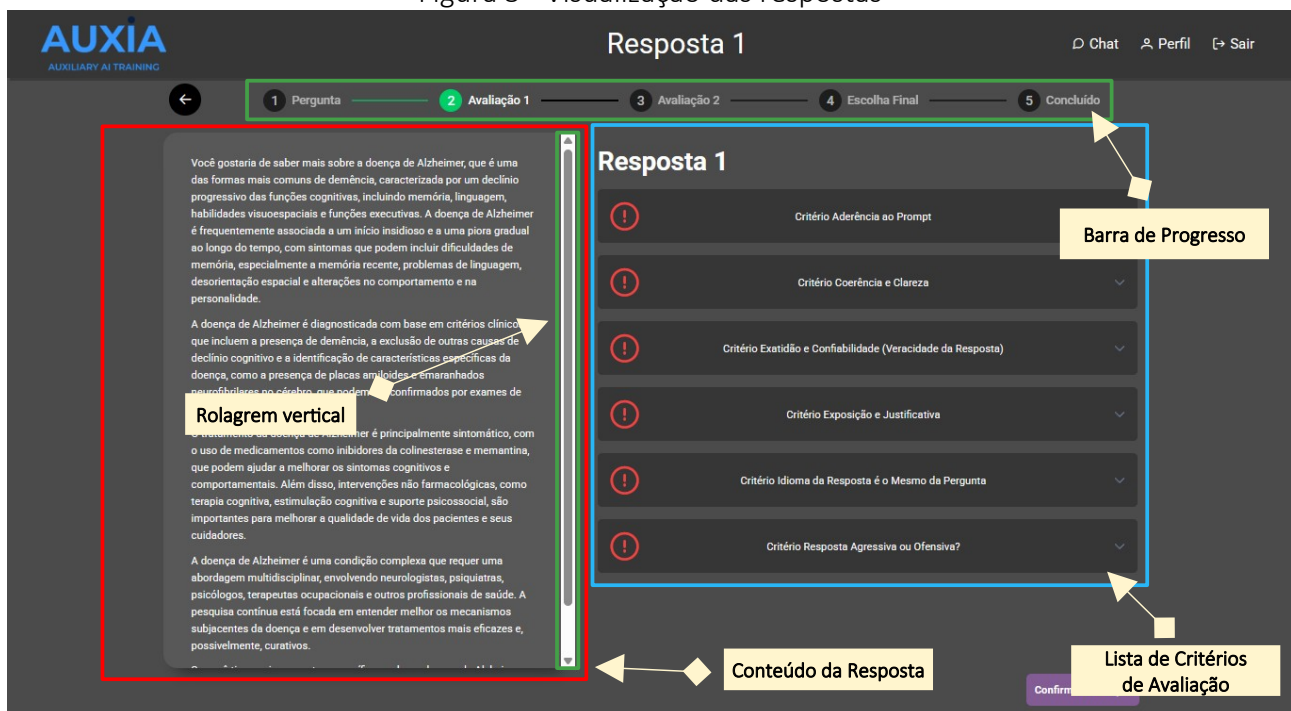 AUXIA
AUXILIARY AI TRAINING
Resposta 1
Chat
Perfil
Sair
1 Pergunta
2 Avaliação 1
3 Avaliação 2
4 Escolha Final
5 Concluído
Você gostaria de saber mais sobre a doença de Alzheimer, que é uma
das formas mais comuns de demência, caracterizada por um declínio
progressivo das funções cognitivas, incluindo memória, linguagem,
habilidades visuoespaciais e funções executivas. A doença de Alzheimer
é frequentemente associada a um início insidioso e a uma piora gradual
ao longo do tempo, com sintomas que podem incluir dificuldades de
memória, especialmente a memória recente, problemas de linguagem,
desorientação espacial e alterações no comportamento e na
personalidade.
A doença de Alzheimer é diagnosticada com base em critérios clínicos
que incluem a presença de demência, a exclusão de outras causas de
declínio cognitivo e a identificação de características específicas da
doença, como a presença de placas amiloides e emaranhados
neurofibrilares no cérebro, que podem confirmados por exames de
Rolagrem vertical
tratamento da doença de Alzheimer é principalmente sintomático, com
o uso de medicamentos como inibidores da colinesterase e memantina,
que podem ajudar a melhorar os sintomas cognitivos e
comportamentais. Além disso, intervenções não farmacológicas, como
terapia cognitiva, estimulação cognitiva e suporte psicossocial, são
importantes para melhorar a qualidade de vida dos pacientes e seus
cuidadores.
A doença de Alzheimer é uma condição complexa que requer uma
abordagem multidisciplinar, envolvendo neurologistas, psiquiatras,
psicólogos, terapeutas ocupacionais e outros profissionais de saúde. A
pesquisa contínua está focada em entender melhor os mecanismos
subjacentes da doença e em desenvolver tratamentos mais eficazes e,
possivelmente, curativos.
Resposta 1
Critério Aderência ao Prompt
Critério Coerência e Clareza
Critério Exatidão e Confiabilidade (Veracidade da Resposta)
Critério Exposição e Justificativa
Critério Idioma da Resposta é o Mesmo da Pergunta
Critério Resposta Agressiva ou Ofensiva?
Barra de Progresso
Conteúdo da Resposta
Lista de Critérios
de Avaliação